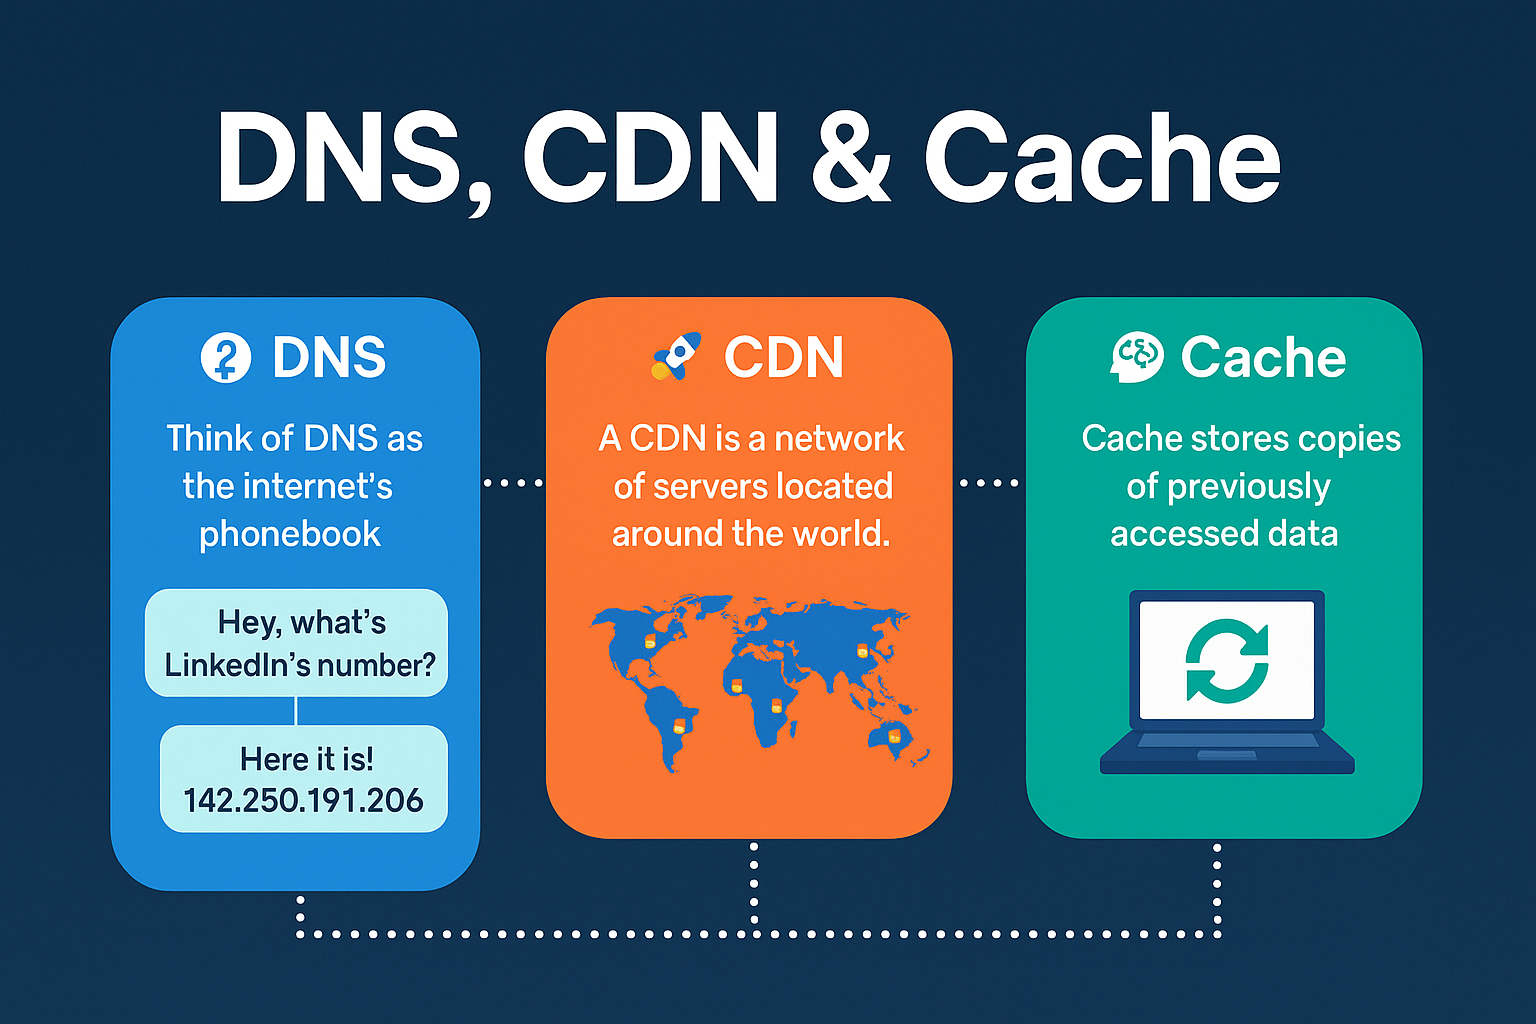 DNS, CDN & Cache
DNS
Think of DNS as
the internet's
phonebook
Hey, what's
LinkedIn's number?
Here it is!
142.250.191.206
CDN
A CDN is a network
of servers located
around the world.
Cache
Cache stores copies
of previously
accessed data